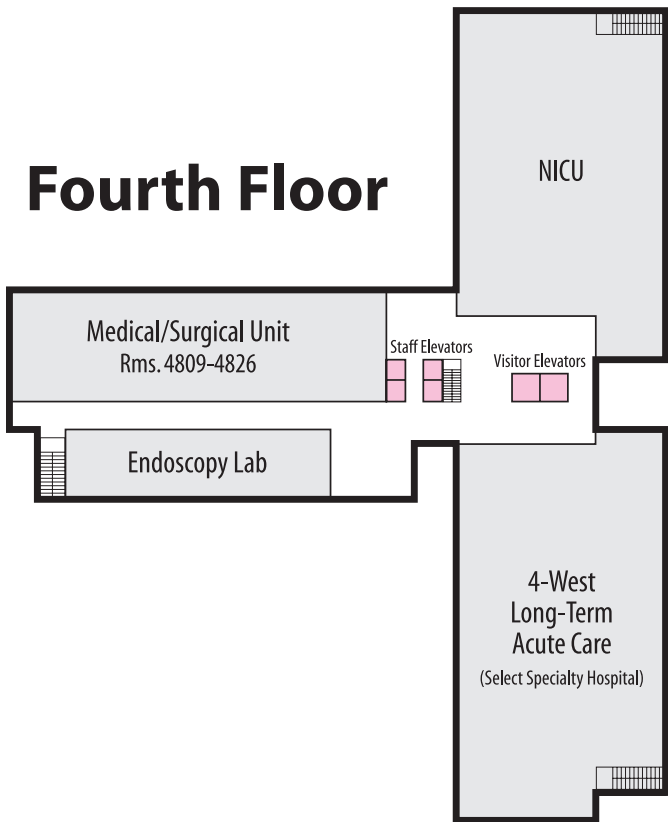 NICU
Fourth Floor
Medical/Surgical Unit
Rms. 4809-4826
Staff Elevators
Visitor Elevators
Endoscopy Lab
4-West
Long-Term
Acute Care
(Select Specialty Hospital)